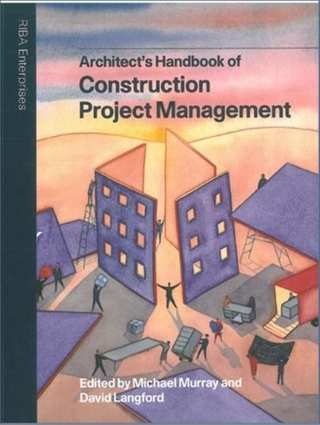 RIBA Enterprises
Architect's Handbook of
Construction
Project Management
Edited by Michael Murray and
David Langford